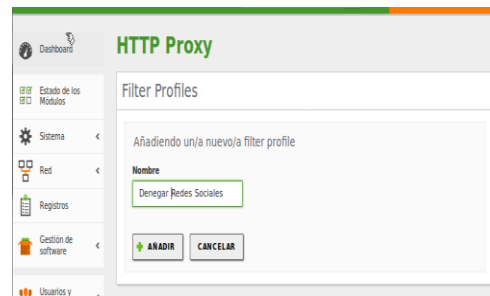 Dashboard
HTTP Proxy
Estado de los
Módulos
Filter Profiles
Sistema
Añadiendo un/a nuevo/a filter profile
Red
Nombre
Denegar Redes Sociales
Registros
Gestión de
software
AÑADIR
CANCELAR
Usuarios y